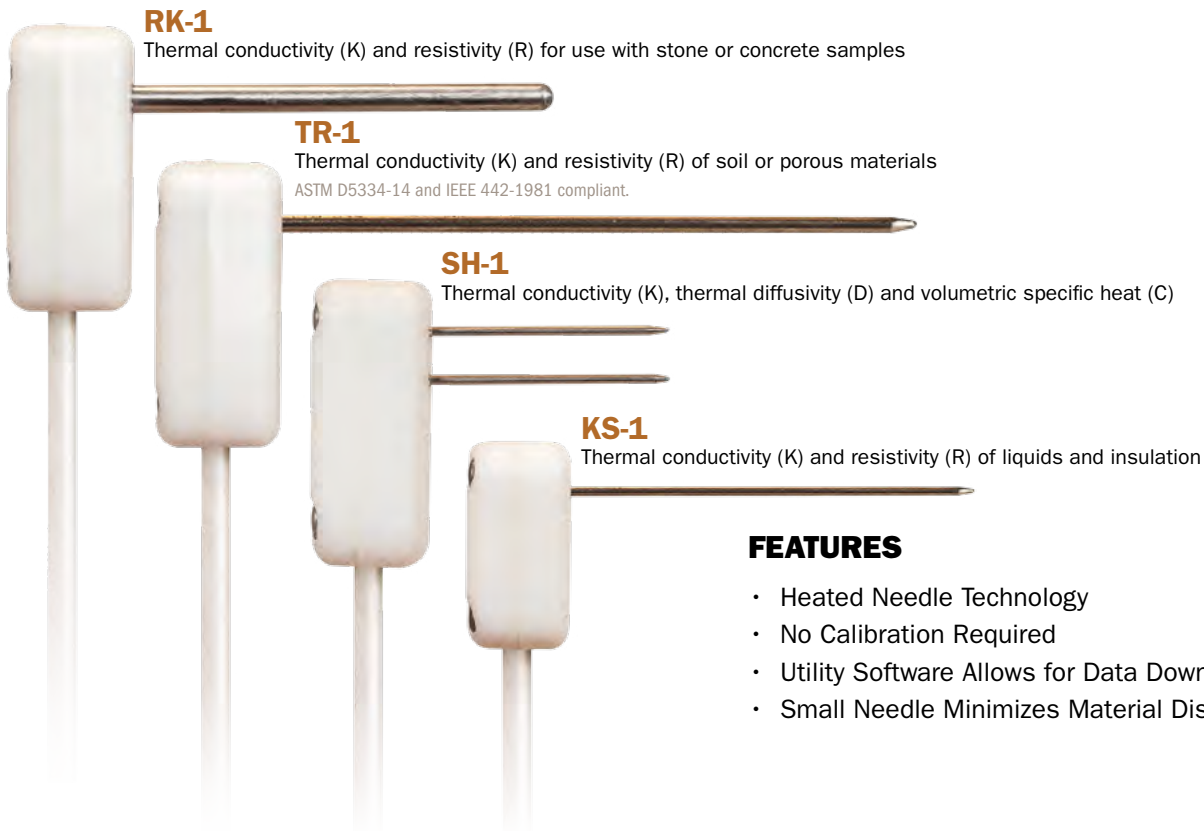 RK-1
Thermal conductivity (K) and resistivity (R) for use with stone or concrete samples
TR-1
Thermal conductivity (K) and resistivity (R) of soil or porous materials
ASTM D5334-14 and IEEE 442-1981 compliant.
SH-1
Thermal conductivity (K), thermal diffusivity (D) and volumetric specific heat (C)
KS-1
Thermal conductivity (K) and resistivity (R) of liquids and insulation
FEATURES
· Heated Needle Technology
· No Calibration Required
· Utility Software Allows for Data
· Small Needle Minimizes Material